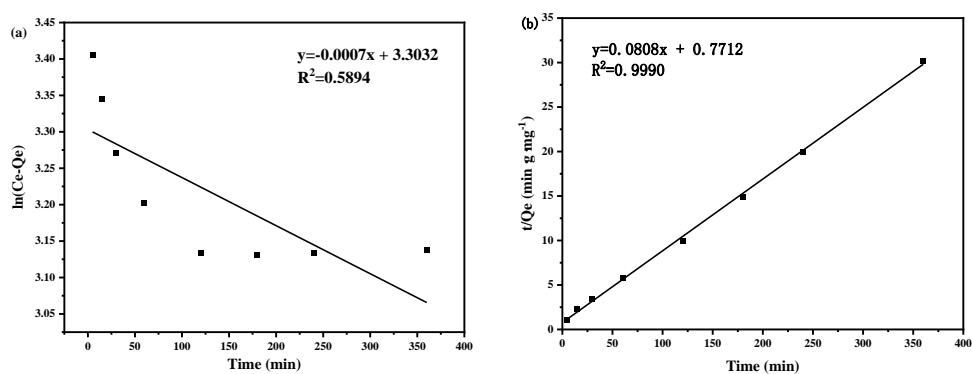 (a)
y=-0.0007x + 3.3032
R²=0.5894
ln(Ce-Qe)
3.40
3.35
3.30
3.25
3.20
3.15
3.10
3.05
0 50 100 150 200 250 300 350 400
Time (min)
(b)
y=0.0808x + 0.7712
R²=0.9990
t/Qe (min g mg⁻¹)
35
30
25
20
15
10
5
0
0 50 100 150 200 250 300 350 400
Time (min)